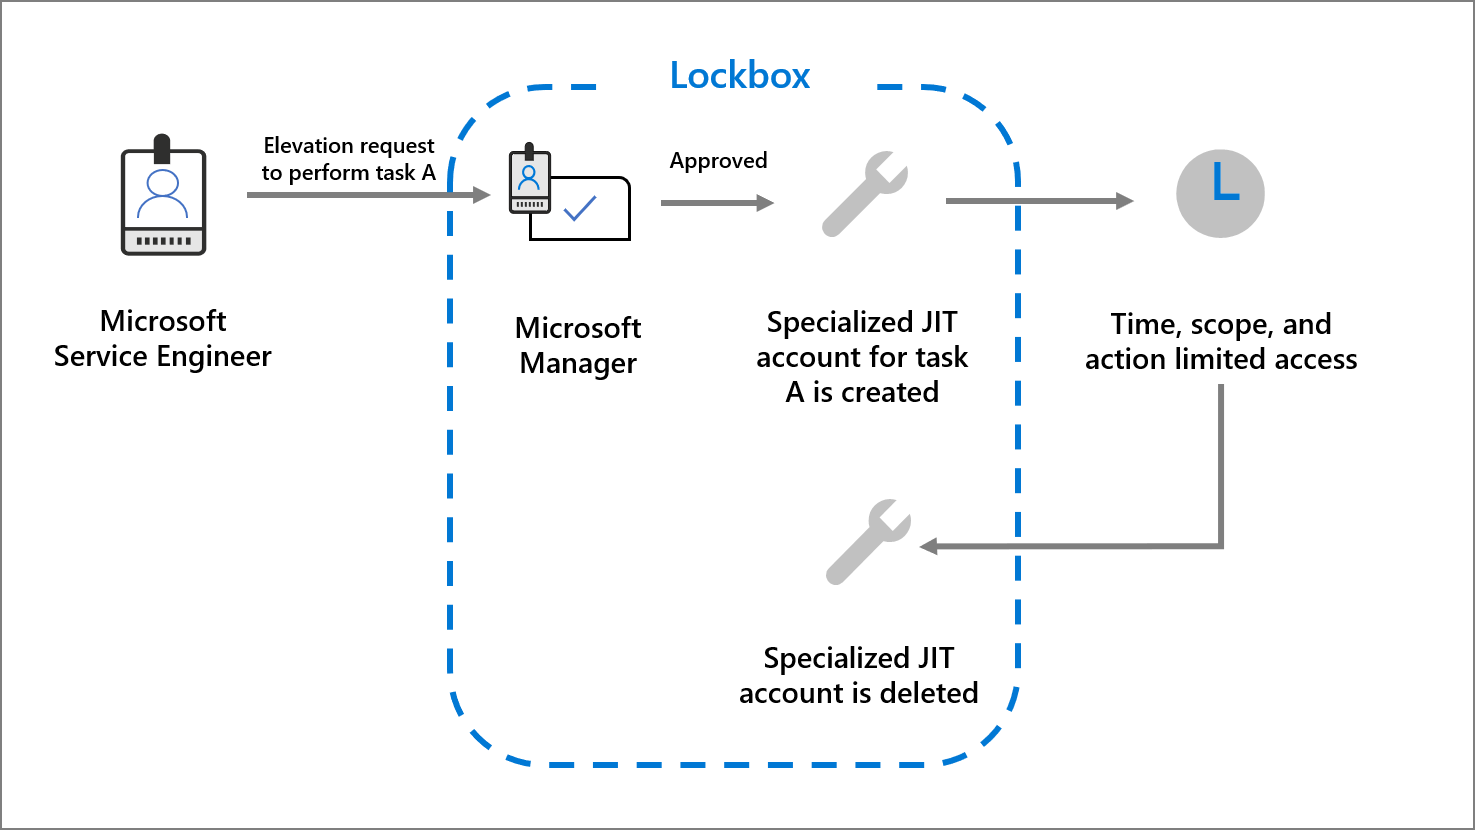 Lockbox
Elevation request
to perform task A
Approved
Microsoft
Service Engineer
Microsoft
Manager
Specialized JIT
account for task
A is created
Time, scope, and
action limited access
Specialized JIT
account is deleted